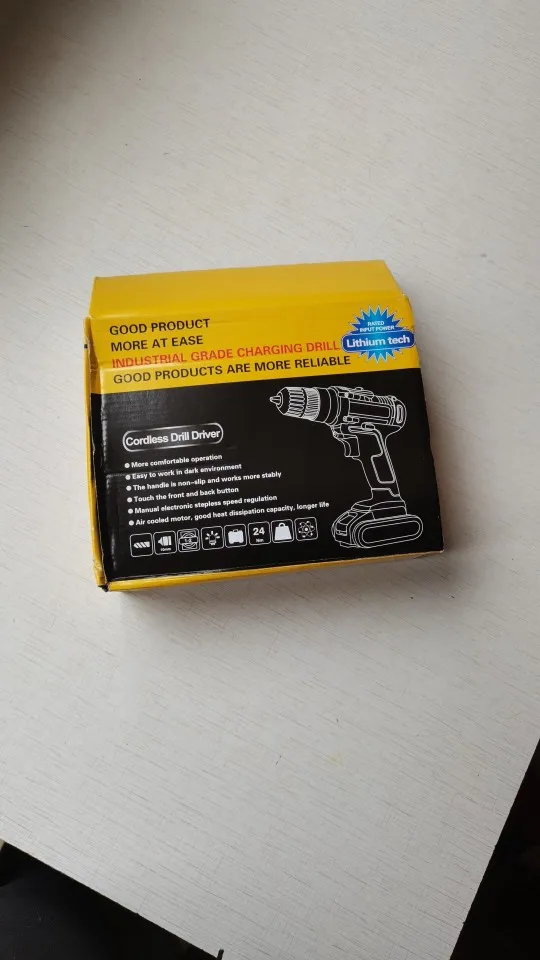 GOOD PRODUCT
MORE AT EASE
INDUSTRIAL GRADE CHARGING DRILL
GOOD PRODUCTS ARE MORE RELIABLE
RATED
INPUT POWER
Lithium tech
Cordless Drill Driver
● More comfortable operation
● Easy to work in dark environment
● The handle is non-slip and works more stably
● Touch the front and back button
● Manual electronic stepless speed regulation
● Air cooled motor, good heat dissipation capacity, longer life
24
Nm